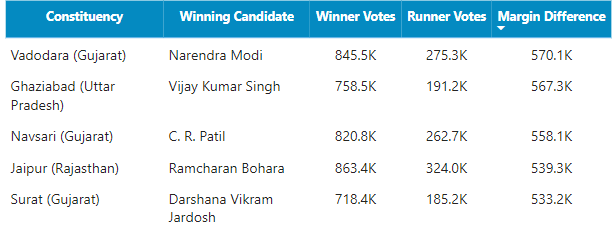 Constituency Winning Candidate Winner Votes Runner Votes Margin Difference
Vadodara (Gujarat) Narendra Modi 845.5K 275.3K 570.1K
Ghaziabad (Uttar Vijay Kumar Singh 758.5K 191.2K 567.3K
Pradesh)
Navsari (Gujarat) C. R. Patil 820.8K 262.7K 558.1K
Jaipur (Rajasthan) Ramcharan Bohara 863.4K 324.0K 539.3K
Surat (Gujarat) Darshana Vikram 718.4K 185.2K 533.2K
Jardosh